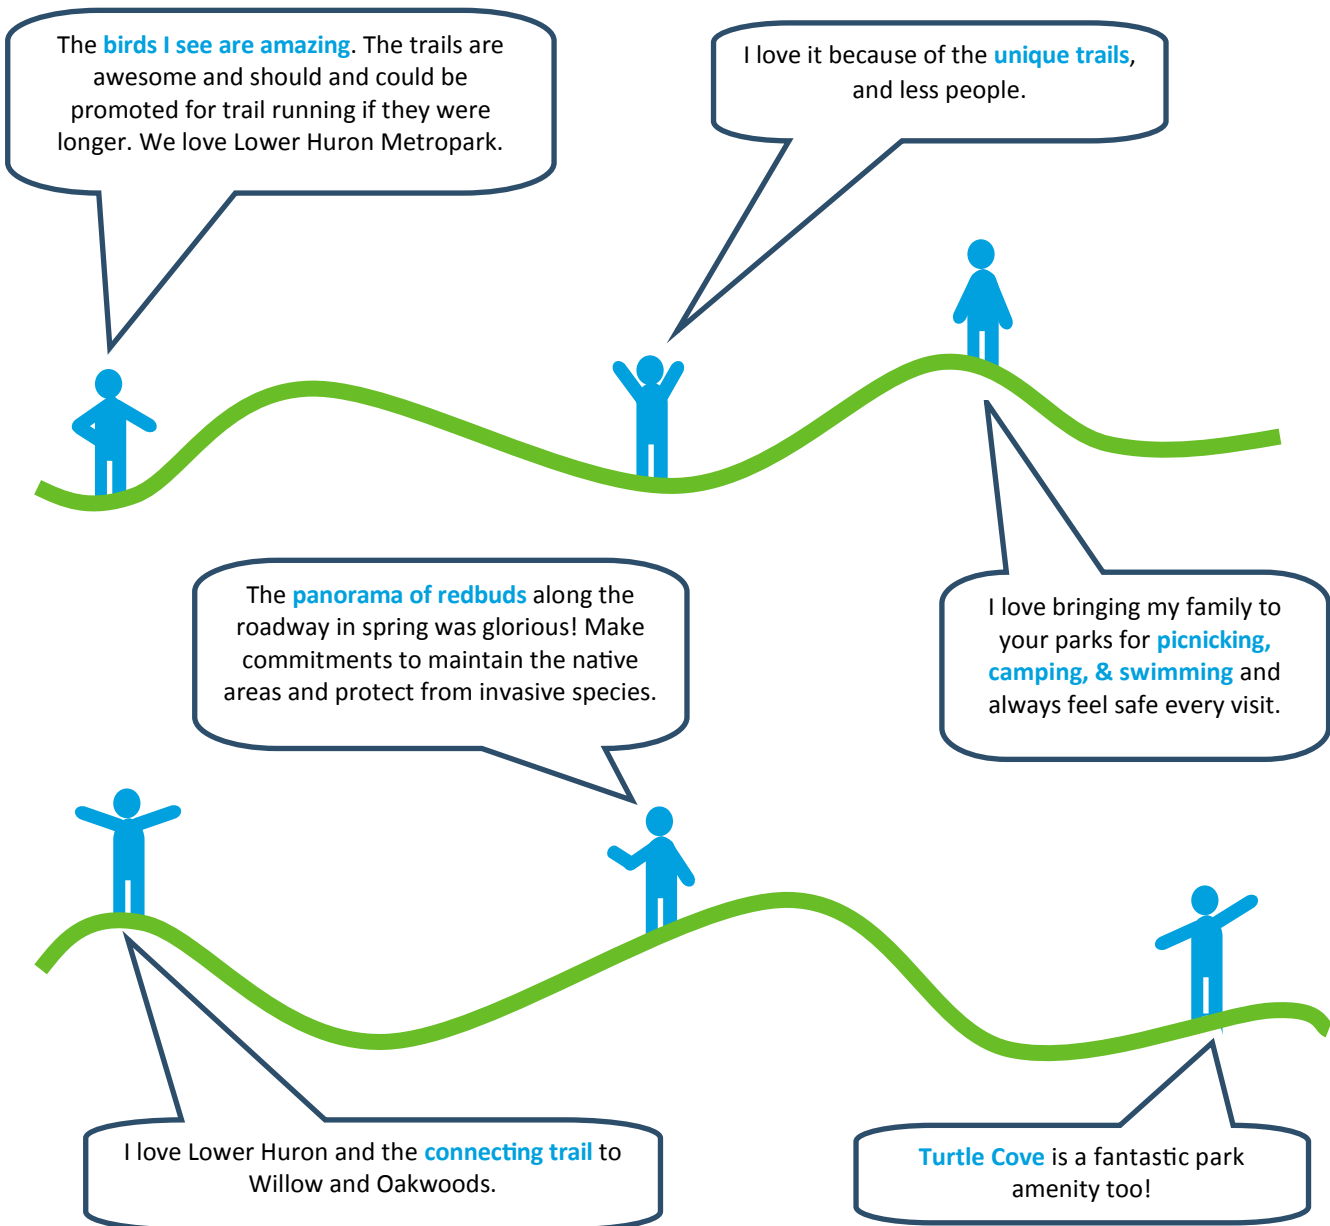 The birds I see are amazing. The trails are
awesome and should and could be
promoted for trail running if they were
longer. We love Lower Huron Metropark.
I love it because of the unique trails,
and less people.
The panorama of redbuds along the
roadway in spring was glorious! Make
commitments to maintain the native
areas and protect from invasive species.
I love bringing my family to
your parks for picnicking,
camping, & swimming and
always feel safe every visit.
I love Lower Huron and the connecting trail to
Willow and Oakwoods.
Turtle Cove is a fantastic park
amenity too!